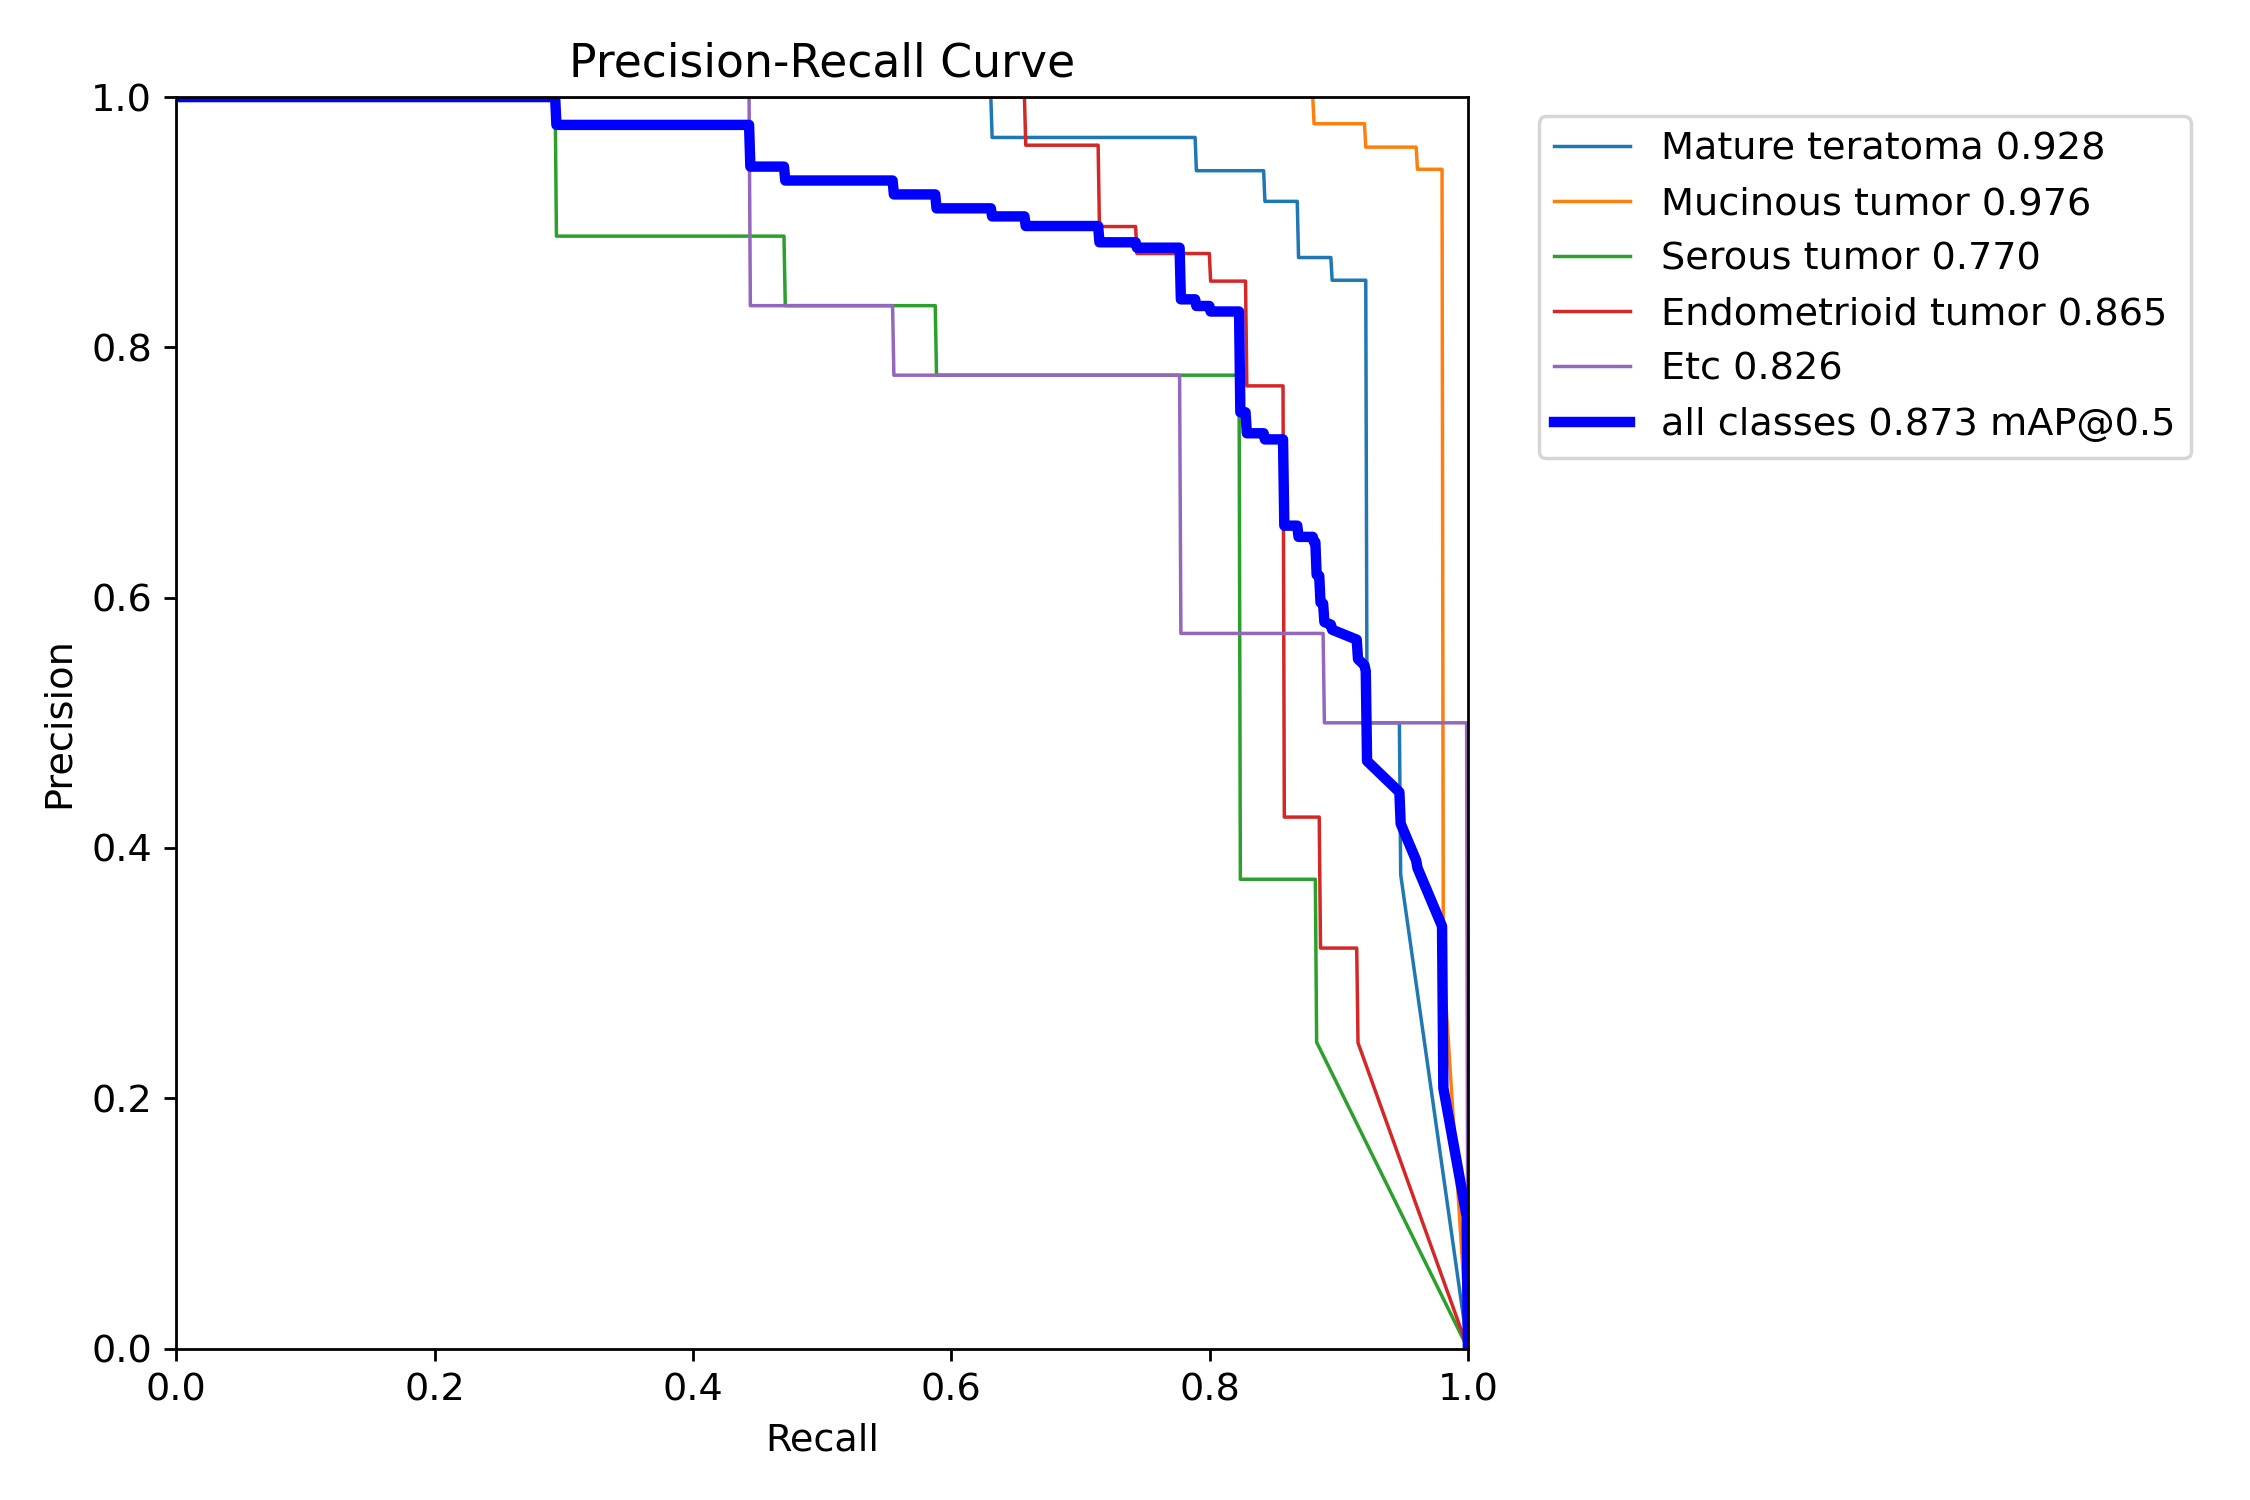 Precision-Recall Curve
1.0
0.8
0.6
0.4
0.2
0.0
Precision
0.0 0.2 0.4 0.6 0.8 1.0
Recall
Mature teratoma 0.928
Mucinous tumor 0.976
Serous tumor 0.770
Endometrioid tumor 0.865
Etc 0.826
all classes 0.873 mAP@0.5